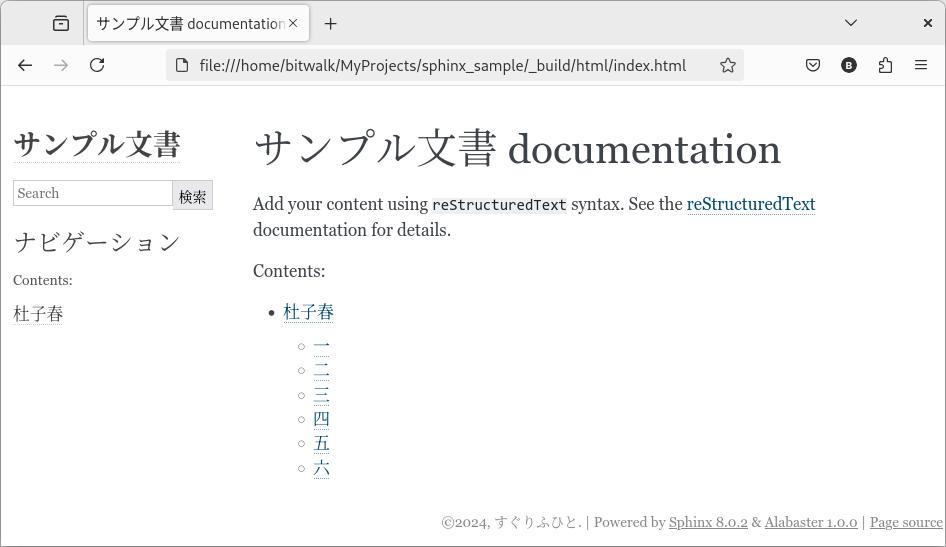 サンプル文書 documentation
file:///home/bitwalk/MyProjects/sphinx_sample/_build/html/index.html
B
サンプル文書
Search
検索
ナビゲーション
Contents:
杜子春
サンプル文書 documentation
Add your content using reStructuredText syntax. See the reStructuredText
documentation for details.
Contents:
• 杜子春
○ 一
○ 二
○ 三
○ 四
○ 五
○ 六
©2024, すぐりふひと. | Powered by Sphinx 8.0.2 & Alabaster 1.0.0 | Page source